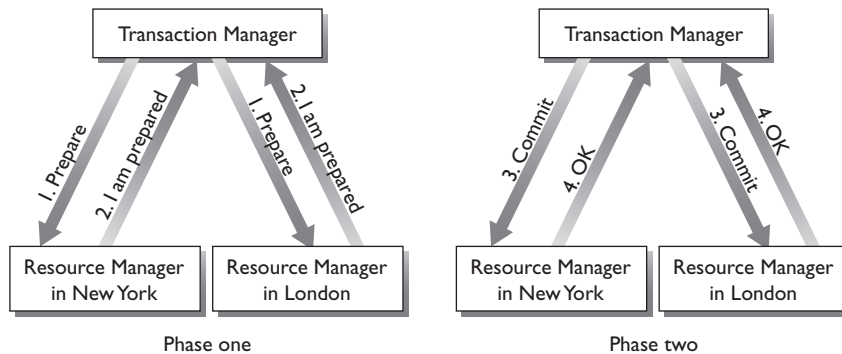 Transaction Manager
1. Prepare
2. I am prepared
1. Prepare
2. I am prepared
Resource Manager
in New York
Resource Manager
in London
Phase one
Transaction Manager
3. Commit
4. OK
3. Commit
4. OK
Resource Manager
in New York
Resource Manager
in London
Phase two